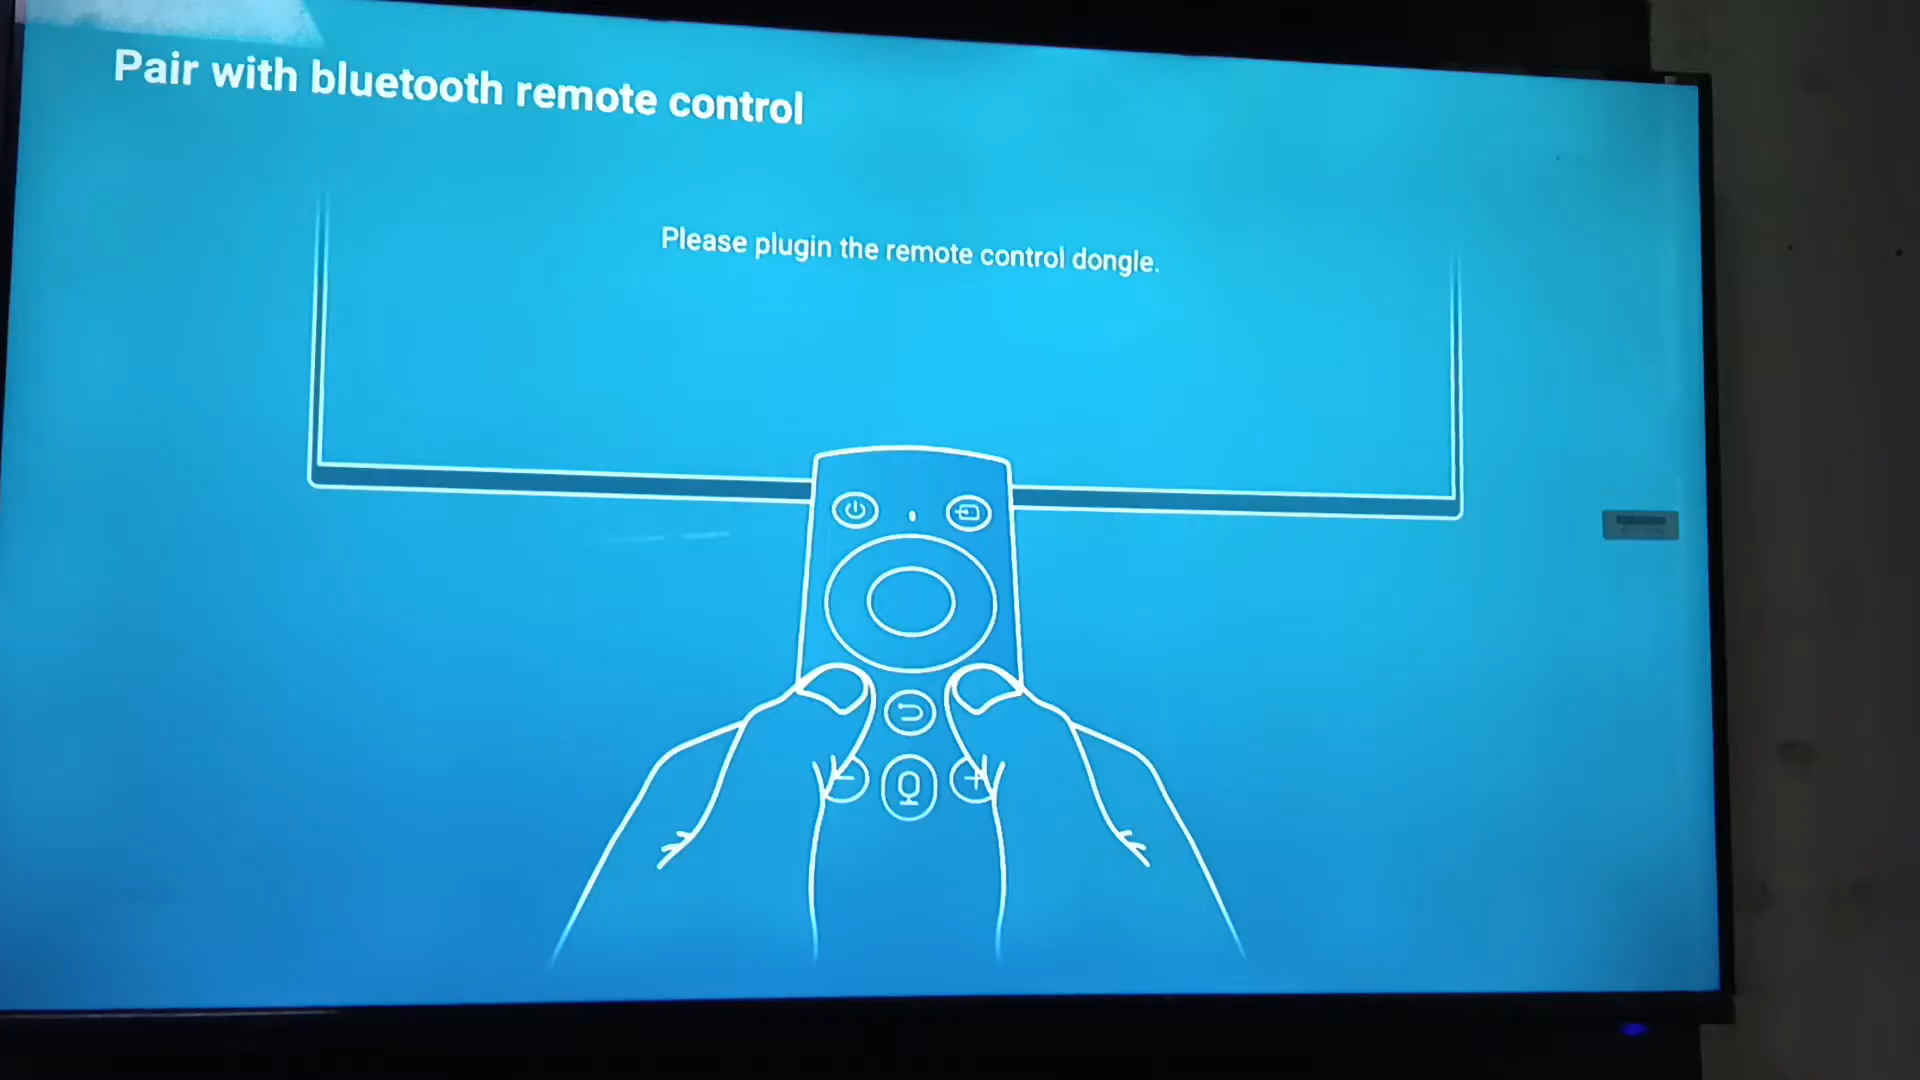 Pair with bluetooth remote control
Please plugin the remote control dongle.